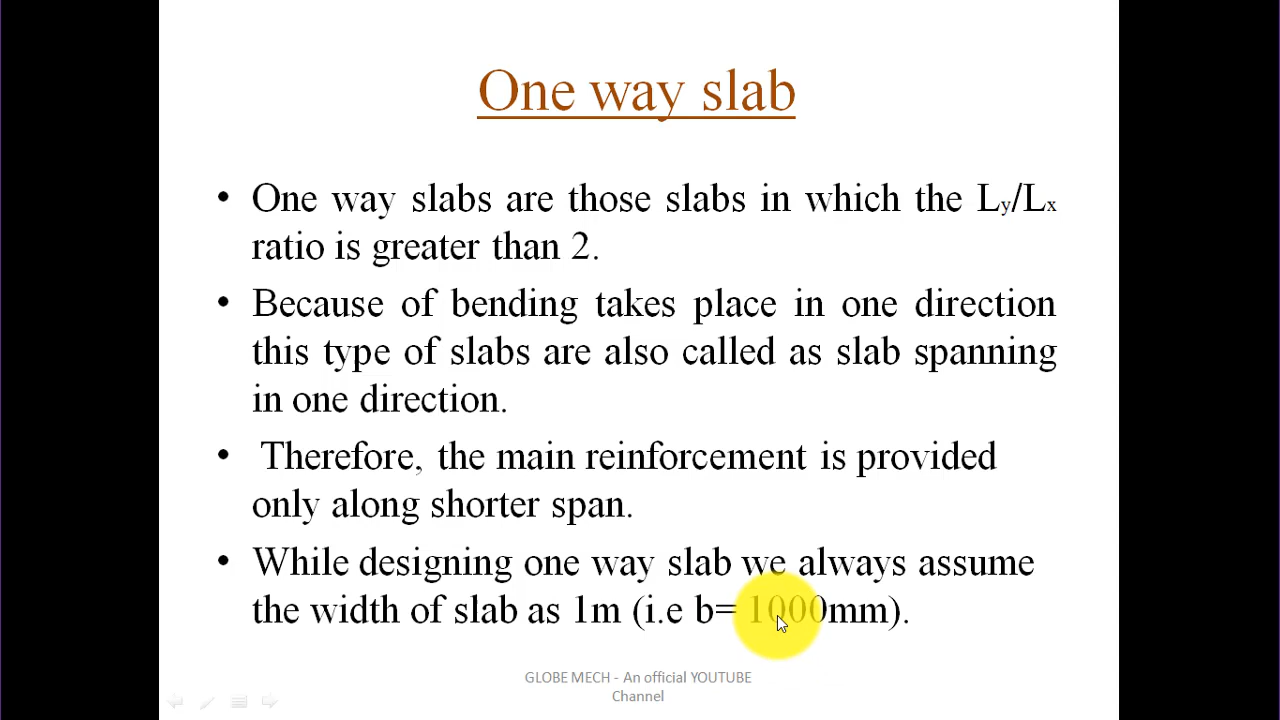 One way slab
• One way slabs are those slabs in which the Ly/Lx
ratio is greater than 2.
• Because of bending takes place in one direction
this type of slabs are also called as slab spanning
in one direction.
• Therefore, the main reinforcement is provided
only along shorter span.
• While designing one way slab we always assume
the width of slab as 1m (i.e b= 1000mm).
GLOBE MECH - An official YOUTUBE
Channel